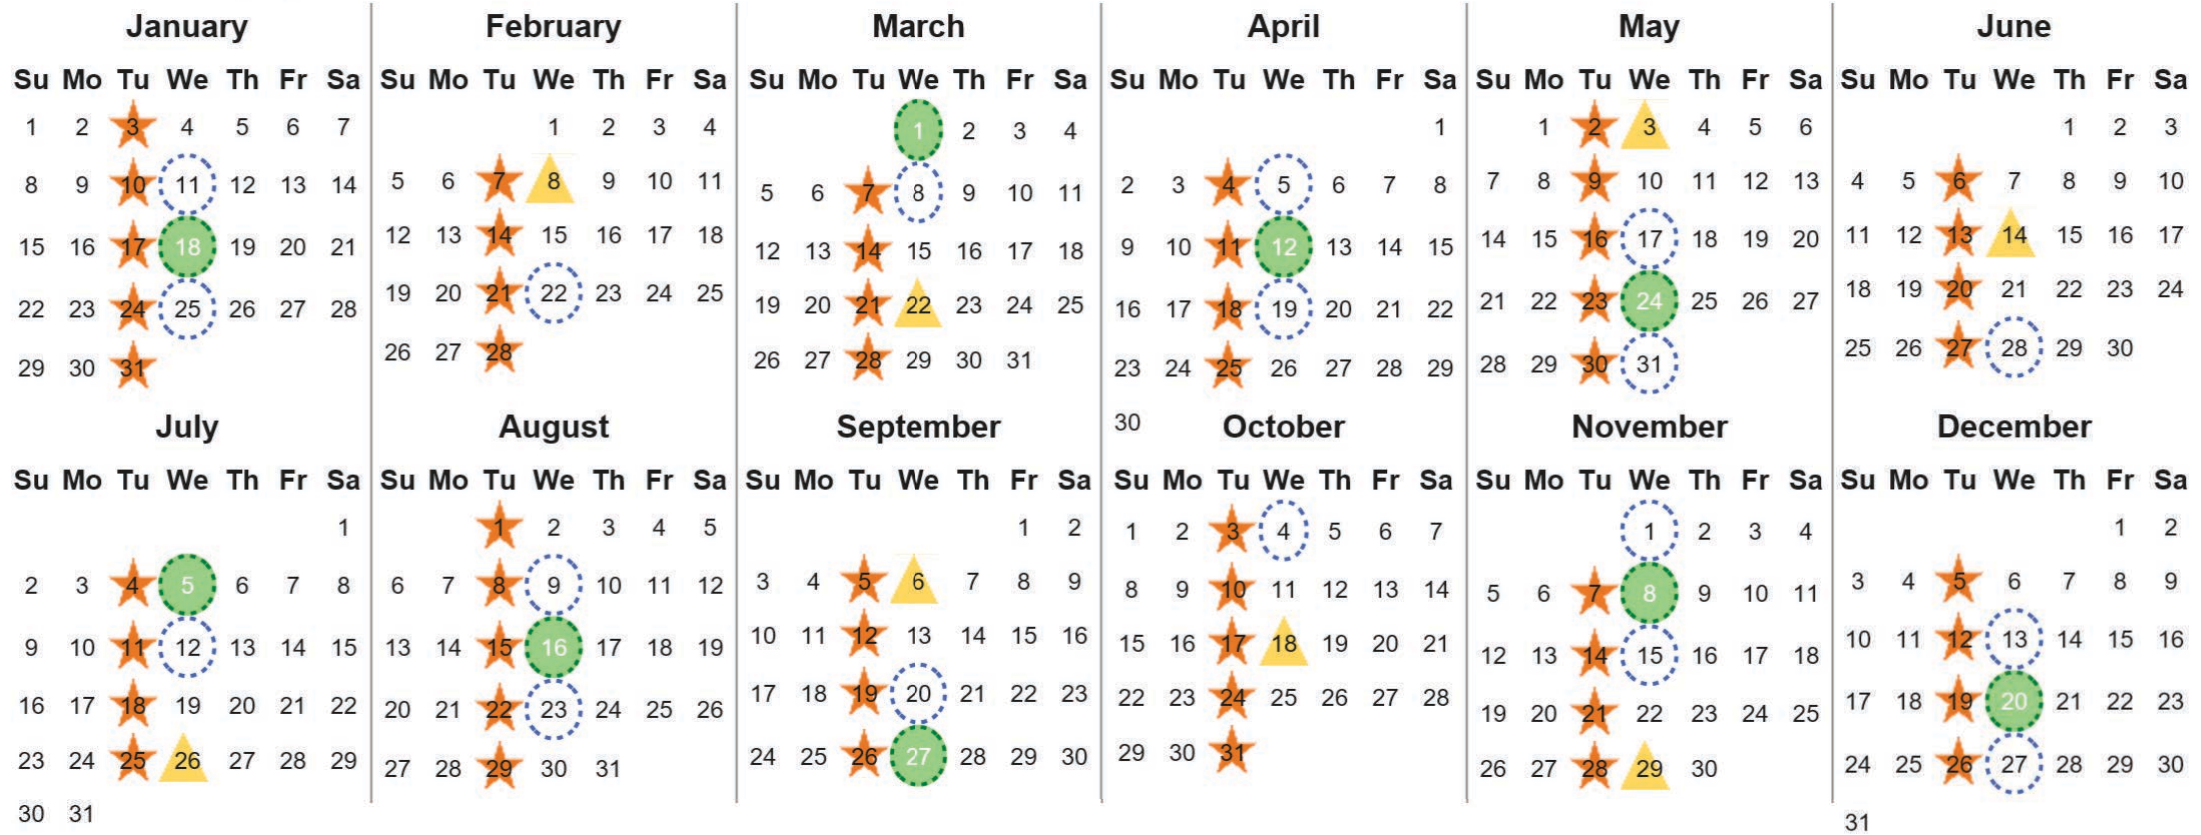 January
Su Mo Tu We Th Fr Sa
1 2 3 4 5 6 7
8 9 10 11 12 13 14
15 16 17 18 19 20 21
22 23 24 25 26 27 28
29 30 31
February
Su Mo Tu We Th Fr Sa
1 2 3 4
5 6 7 8 9 10 11
12 13 14 15 16 17 18
19 20 21 22 23 24 25
26 27 28
March
Su Mo Tu We Th Fr Sa
1 2 3 4
5 6 7 8 9 10 11
12 13 14 15 16 17 18
19 20 21 22 23 24 25
26 27 28 29 30 31
April
Su Mo Tu We Th Fr Sa
1
2 3 4 5 6 7 8
9 10 11 12 13 14 15
16 17 18 19 20 21 22
23 24 25 26 27 28 29
30
May
Su Mo Tu We Th Fr Sa
1 2 3 4 5 6
7 8 9 10 11 12 13
14 15 16 17 18 19 20
21 22 23 24 25 26 27
28 29 30 31
June
Su Mo Tu We Th Fr Sa
1 2 3
4 5 6 7 8 9 10
11 12 13 14 15 16 17
18 19 20 21 22 23 24
25 26 27 28 29 30
July
Su Mo Tu We Th Fr Sa
1
2 3 4 5 6 7 8
9 10 11 12 13 14 15
16 17 18 19 20 21 22
23 24 25 26 27 28 29
30 31
August
Su Mo Tu We Th Fr Sa
1 2 3 4 5
6 7 8 9 10 11 12
13 14 15 16 17 18 19
20 21 22 23 24 25 26
27 28 29 30 31
September
Su Mo Tu We Th Fr Sa
1 2
3 4 5 6 7 8 9
10 11 12 13 14 15 16
17 18 19 20 21 22 23
24 25 26 27 28 29 30
October
Su Mo Tu We Th Fr Sa
1 2 3 4 5 6 7
8 9 10 11 12 13 14
15 16 17 18 19 20 21
22 23 24 25 26 27 28
29 30 31
November
Su Mo Tu We Th Fr Sa
1 2 3 4
5 6 7 8 9 10 11
12 13 14 15 16 17 18
19 20 21 22 23 24 25
26 27 28 29 30
December
Su Mo Tu We Th Fr Sa
1 2
3 4 5 6 7 8 9
10 11 12 13 14 15 16
17 18 19 20 21 22 23
24 25 26 27 28 29 30
31